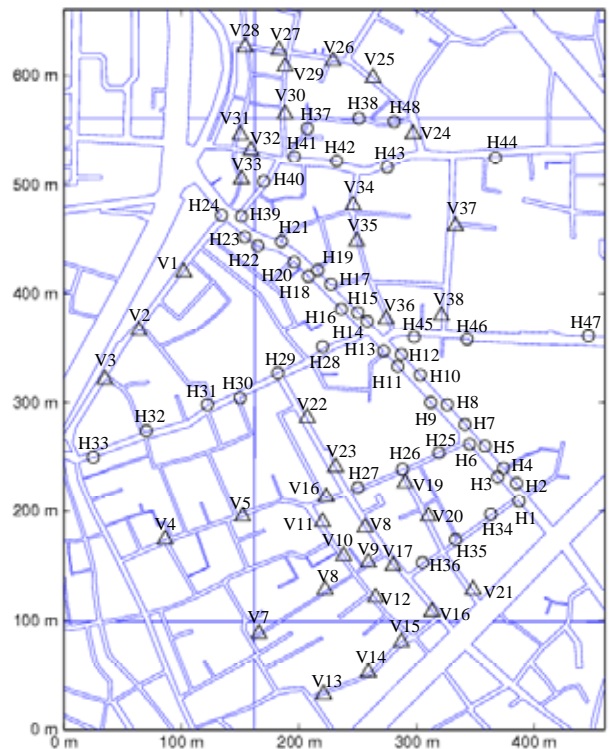 V28
V27
V26
V25
V29
600 m
V30
H38
H48
H37
V31
V24
V32
H41
H42
H43
H44
V33
500 m
H40
V34
H24
H39
V37
H23
H21
V35
H22
H19
V1
H20
H17
H18
400 m
H15
V36
V38
V2
H16
H45
H46
H47
H14
V3
H13
H12
H28
H29
H11
H10
H31
H30
300 m
H32
V22
H9
H8
H7
H33
V23
H26
H25
H6
H5
H4
H3
H2
V16
H27
V19
V5
200 m
V11
V8
V20
H34
H1
V4
V10
V9
V17
H35
H36
V8
V12
V21
100 m
V7
V15
V16
V14
V13
0 m
0 m
100 m
200 m
300 m
400 m